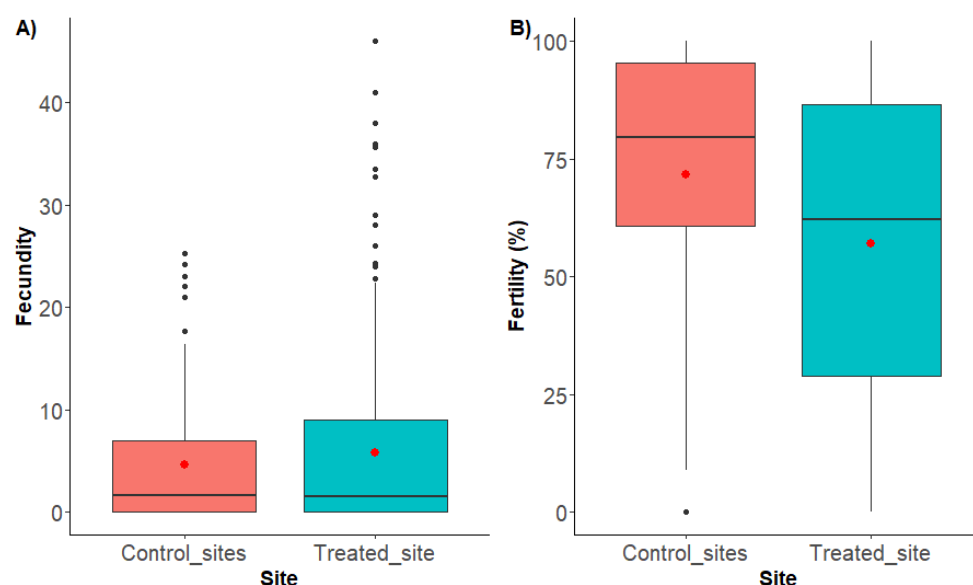 A)
Fecundity
40
30
20
10
0
Control_sites Treated_site
Site
B)
Fertility (%)
100
75
50
25
0
Control_sites Treated_site
Site